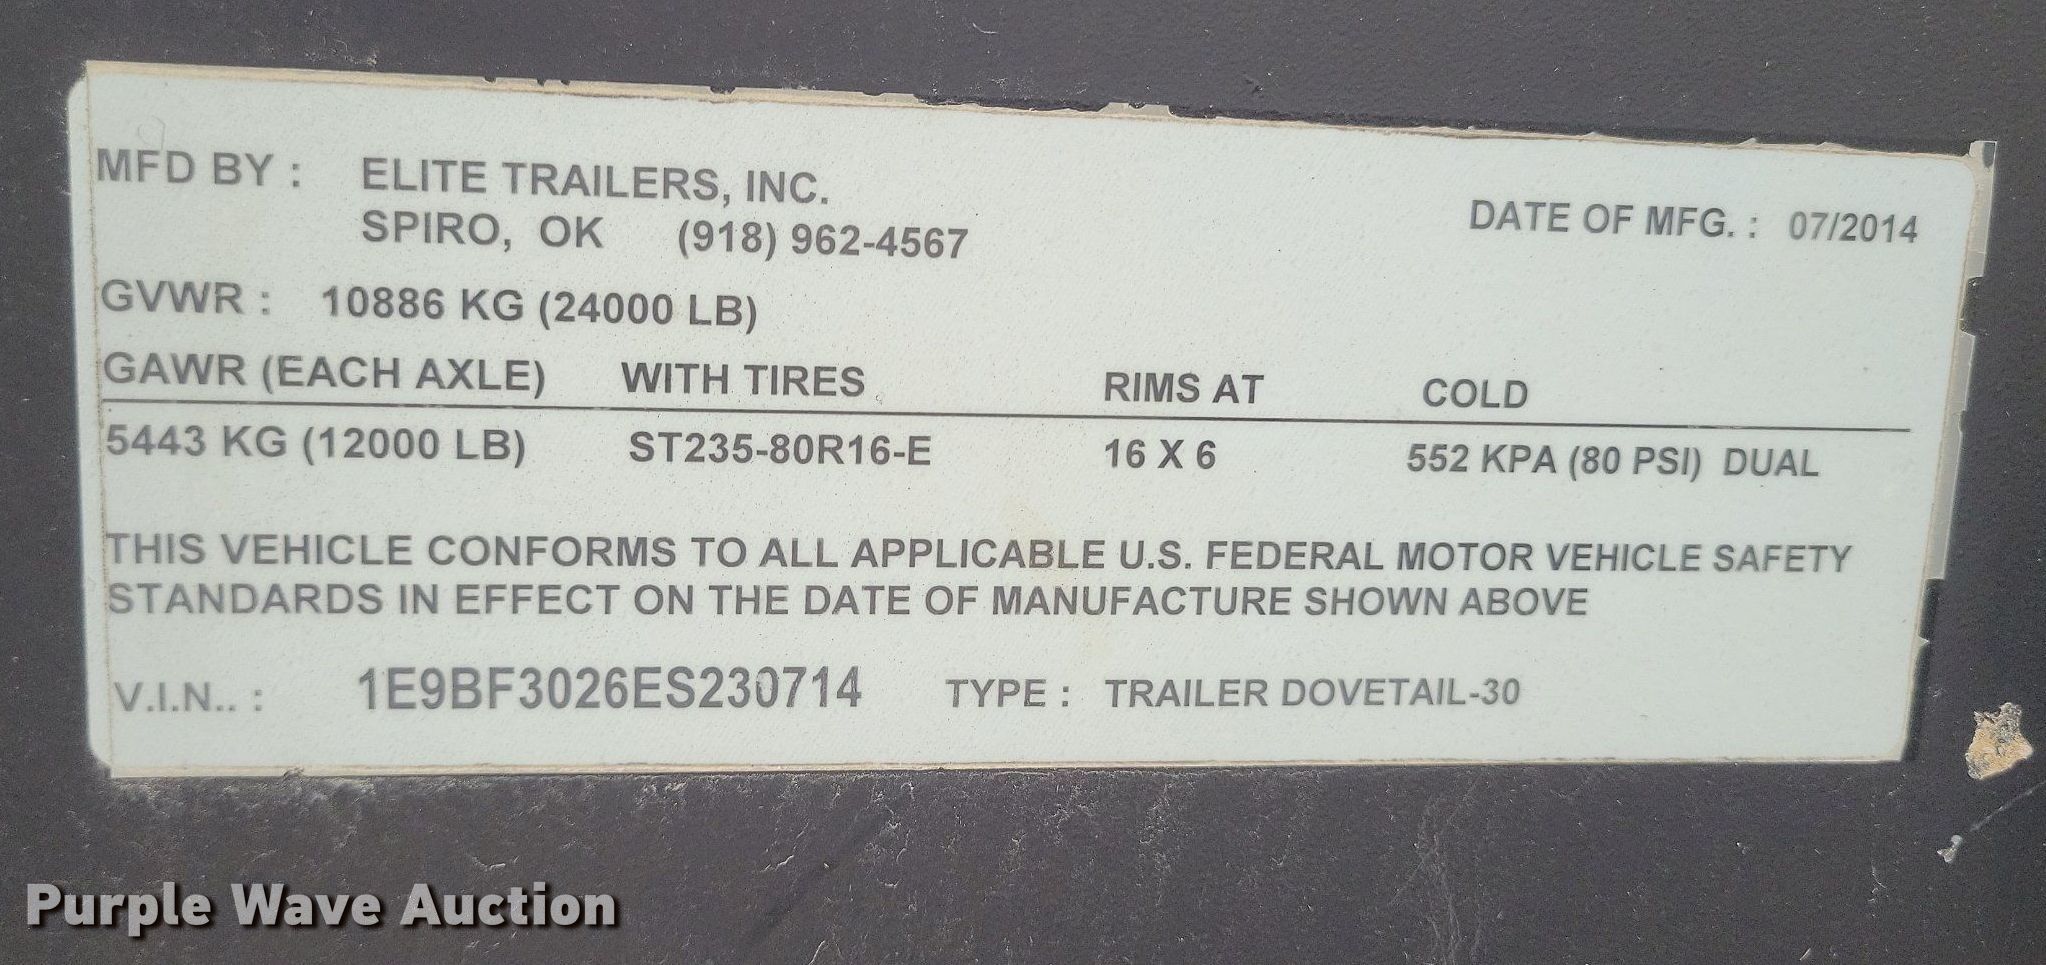 MFD BY : ELITE TRAILERS, INC.
SPIRO, OK (918) 962-4567
DATE OF MFG. : 07/2014
GVWR : 10886 KG (24000 LB)
GAWR (EACH AXLE) WITH TIRES RIMS AT COLD
5443 KG (12000 LB) ST235-80R16-E 16 X 6 552 KPA (80 PSI) DUAL
THIS VEHICLE CONFORMS TO ALL APPLICABLE U.S. FEDERAL MOTOR VEHICLE SAFETY
STANDARDS IN EFFECT ON THE DATE OF MANUFACTURE SHOWN ABOVE
V.I.N.. : 1E9BF3026ES230714 TYPE : TRAILER DOVETAIL-30
Purple Wave Auction